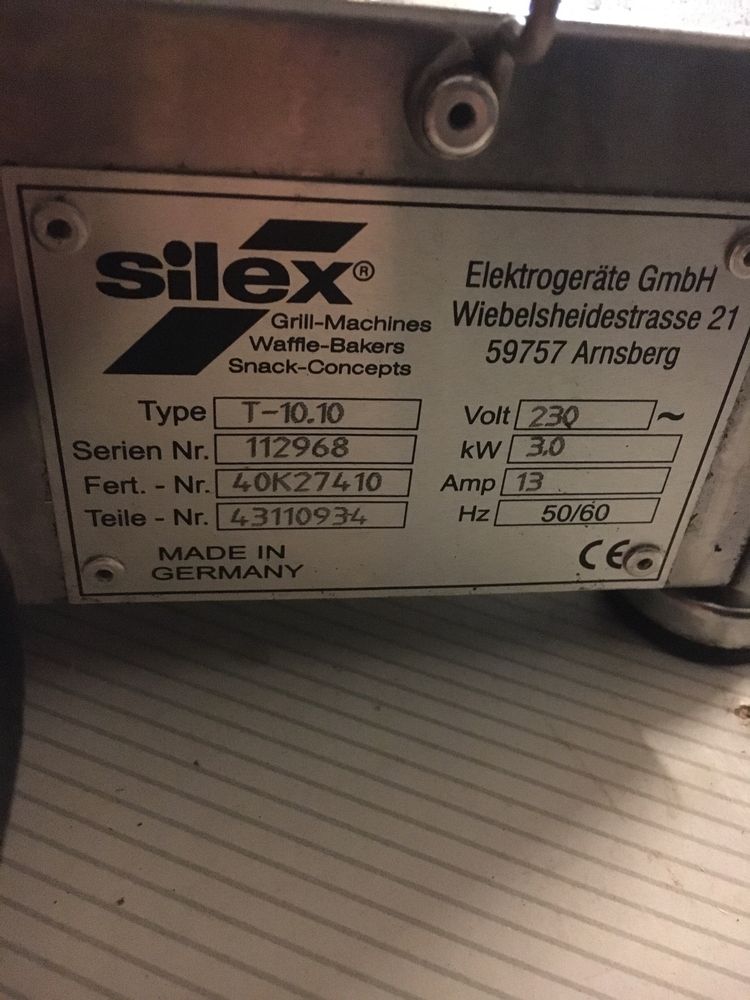 silex®
Grill-Machines
Waffle-Bakers
Snack-Concepts
Elektrogeräte GmbH
Wiebelsheidestrasse 21
59757 Arnsberg
Type T-10.10
Serien Nr. 112968
Fert. - Nr. 40K27410
Teile - Nr. 43110934
Volt 230 ~
kW 3.0
Amp 13
Hz 50/60
MADE IN
GERMANY
CE